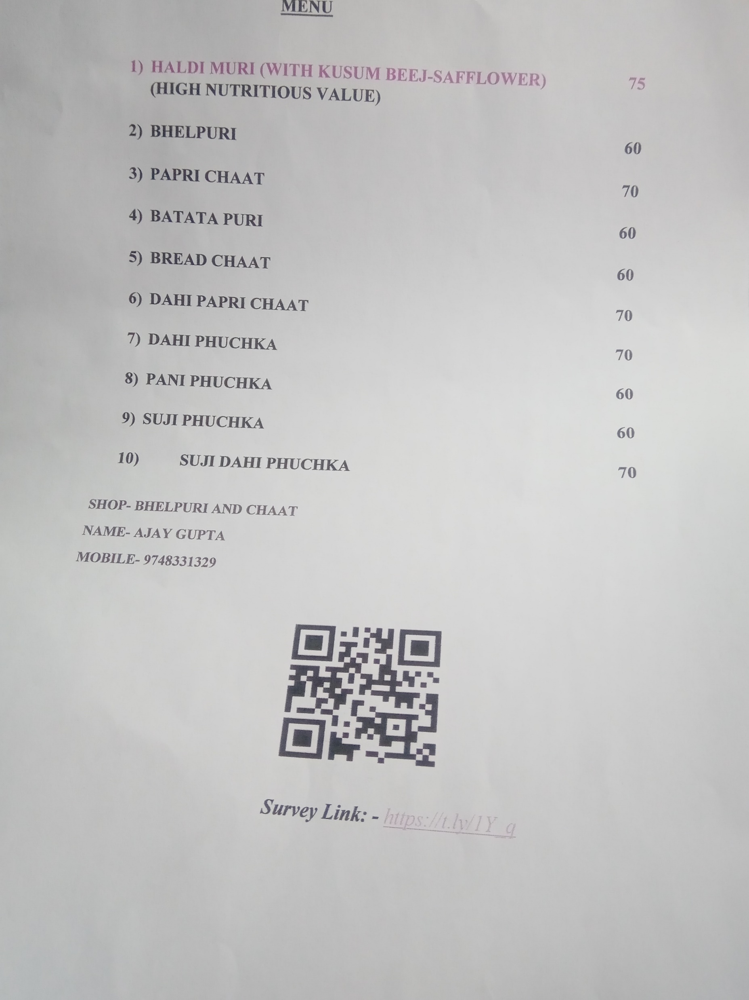 MENU
1) HALDI MURI (WITH KUSUM BEEJ-SAFFLOWER) 75
(HIGH NUTRITIOUS VALUE)
2) BHELPURI 60
3) PAPRI CHAAT 70
4) BATATA PURI 60
5) BREAD CHAAT 60
6) DAHI PAPRI CHAAT 70
7) DAHI PHUCHKA 70
8) PANI PHUCHKA 60
9) SUJI PHUCHKA 60
10) SUJI DAHI PHUCHKA 70
SHOP- BHELPURI AND CHAAT
NAME- AJAY GUPTA
MOBILE- 9748331329
Survey Link: - https://t.ly/1Y_q